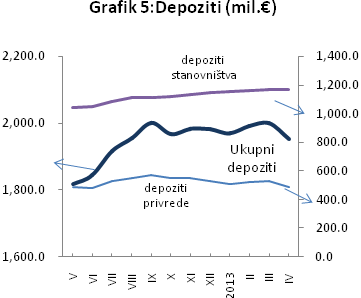 Grafik 5:Depoziti (mil.€)
2,200.0
2,000.0
1,800.0
1,600.0
1,400.0
1,200.0
1,000.0
800.0
600.0
400.0
200.0
0.0
depoziti
stanovništva
Ukupni
depoziti
depoziti
privrede
V
VI
VII
VIII
IX
X
XI
XII
2013
II
III
IV